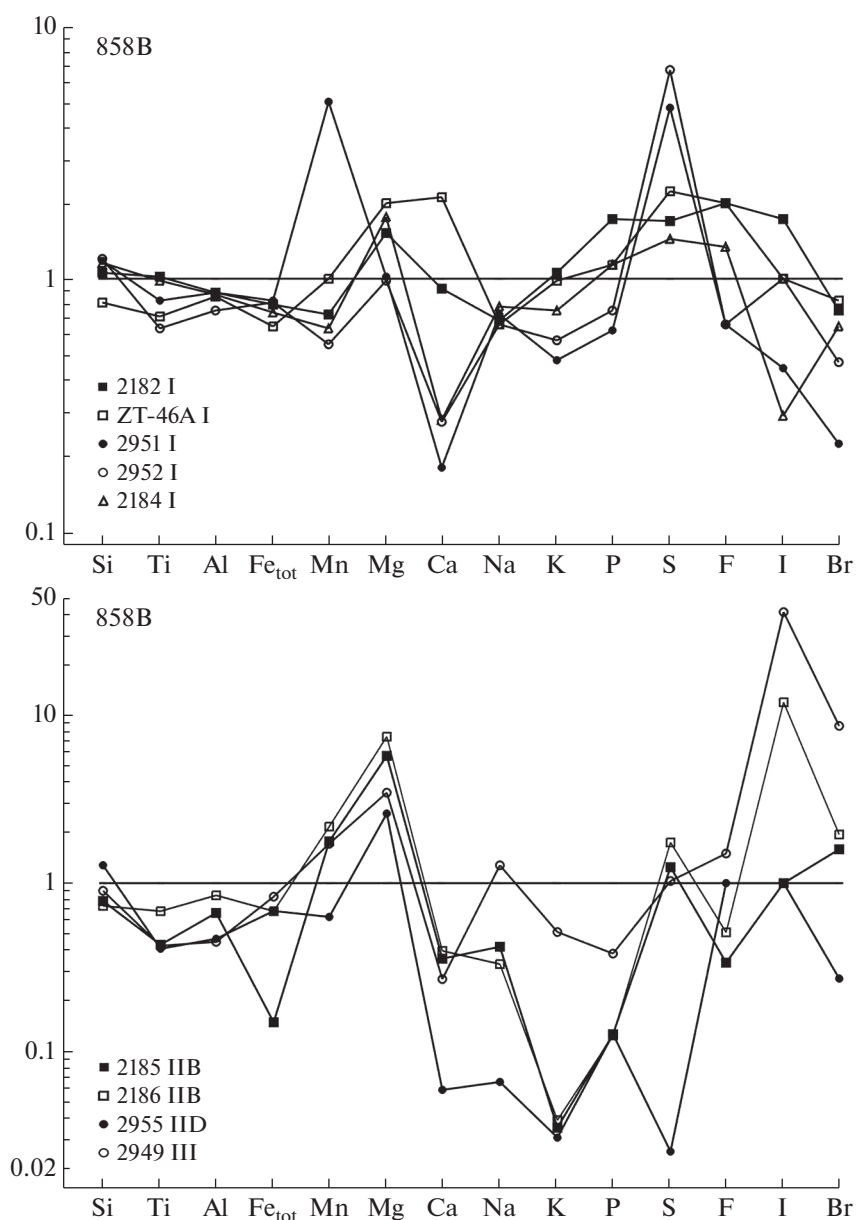 10
858B
1
2182 I
ZT-46A I
2951 I
2952 I
2184 I
0.1
Si Ti Al Fetot Mn Mg Ca Na K P S F I Br
50
858B
10
1
0.1
2185 IIB
2186 IIB
2955 IID
2949 III
0.02
Si Ti Al Fetot Mn Mg Ca Na K P S F I Br